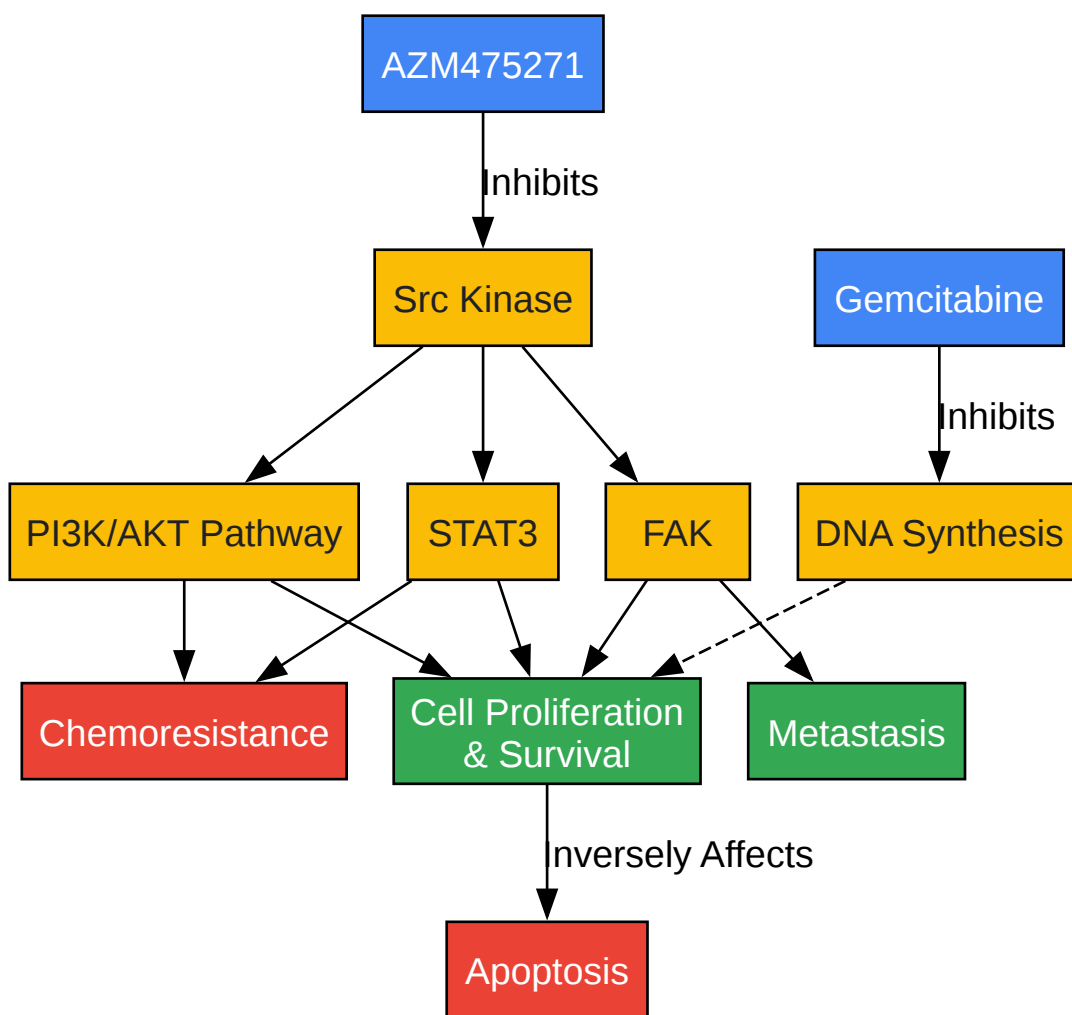 AZM475271
Inhibits
Src Kinase
Gemcitabine
Inhibits
PI3K/AKT Pathway
STAT3
FAK
DNA Synthesis
Chemoresistance
Cell Proliferation
& Survival
Metastasis
Inversely Affects
Apoptosis